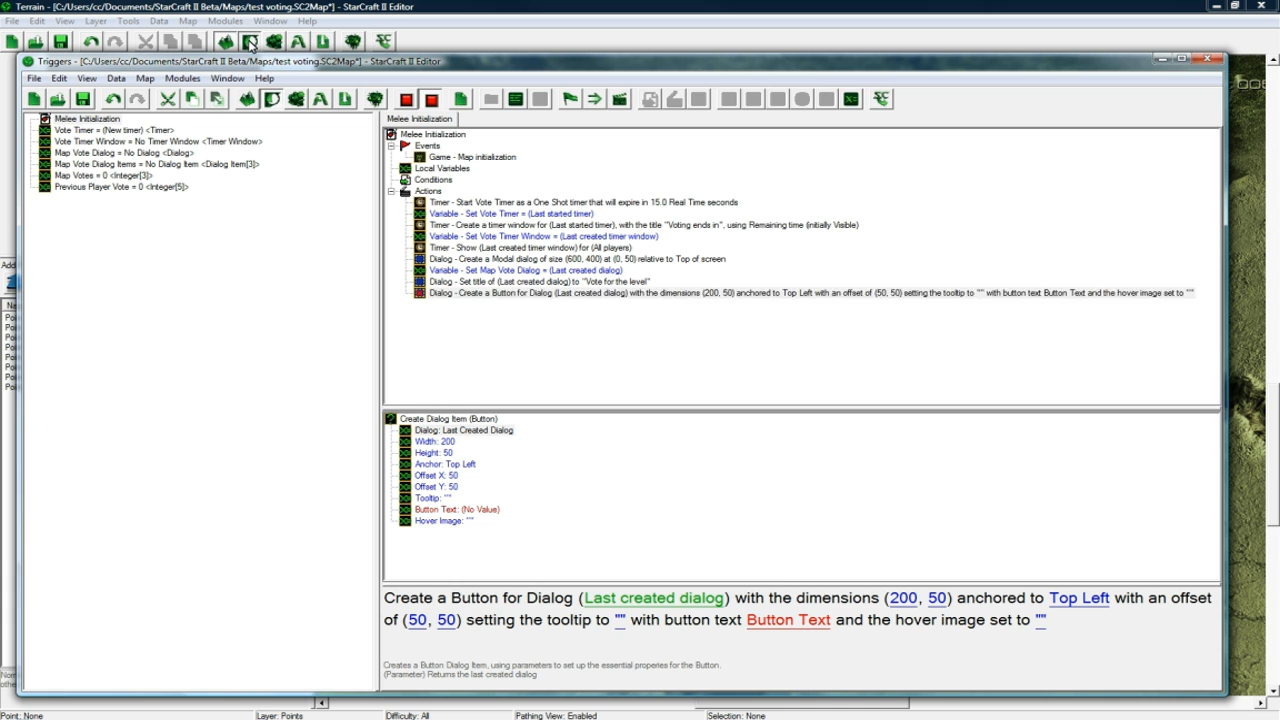 Terrain - [C:/Users/cc/Documents/StarCraft II Beta/Maps/test voting.SC2Map*] - StarCraft II Editor
File Edit View Layer Tools Data Map Modules Window Help
Triggers - [C:/Users/cc/Documents/StarCraft II Beta/Maps/test voting.SC2Map*] - StarCraft II Editor
File Edit View Data Map Modules Window Help
Melee Initialization
Vote Timer = (New timer) <Timer>
Vote Timer Window = No Timer Window <Timer Window>
Map Vote Dialog = No Dialog <Dialog>
Map Vote Dialog Items = No Dialog Item <Dialog Item[3]>
Map Votes = 0 <Integer[3]>
Previous Player Vote = 0 <Integer[5]>
Melee Initialization
Melee Initialization
Events
Game - Map initialization
Local Variables
Conditions
Actions
Timer - Start Vote Timer as a One Shot timer that will expire in 15.0 Real Time seconds
Variable - Set Vote Timer = (Last started timer)
Timer - Create a timer window for (Last started timer), with the title "Voting ends in", using Remaining time (initially Visible)
Variable - Set Vote Timer Window = (Last created timer window)
Timer - Show (Last created timer window) for (All players)
Dialog - Create a Modal dialog of size (600, 400) at (0, 50) relative to Top of screen
Variable - Set Map Vote Dialog = (Last created dialog)
Dialog - Set title of (Last created dialog) to "Vote for the level"
Dialog - Create a Button for Dialog (Last created dialog) with the dimensions (200, 50) anchored to Top Left with an offset of (50, 50) setting the tooltip to "" with button text Button Text and the hover image set to ""
Create Dialog Item (Button)
Dialog: Last Created Dialog
Width: 200
Height: 50
Anchor: Top Left
Offset X: 50
Offset Y: 50
Tooltip: ""
Button Text: (No Value)
Hover Image: ""
Create a Button for Dialog (Last created dialog) with the dimensions (200, 50) anchored to Top Left with an offset
of (50, 50) setting the tooltip to "" with button text Button Text and the hover image set to ""
Creates a Button Dialog Item, using parameters to set up the essential properies for the Button.
(Parameter) Returns the last created dialog
Point: None Layer: Points Difficulty: All Pathing View: Enabled Selection: None